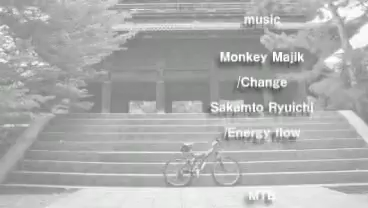 music
Monkey Majik
/Change
Sakamto Ryuichi
/Energy flow
MTB